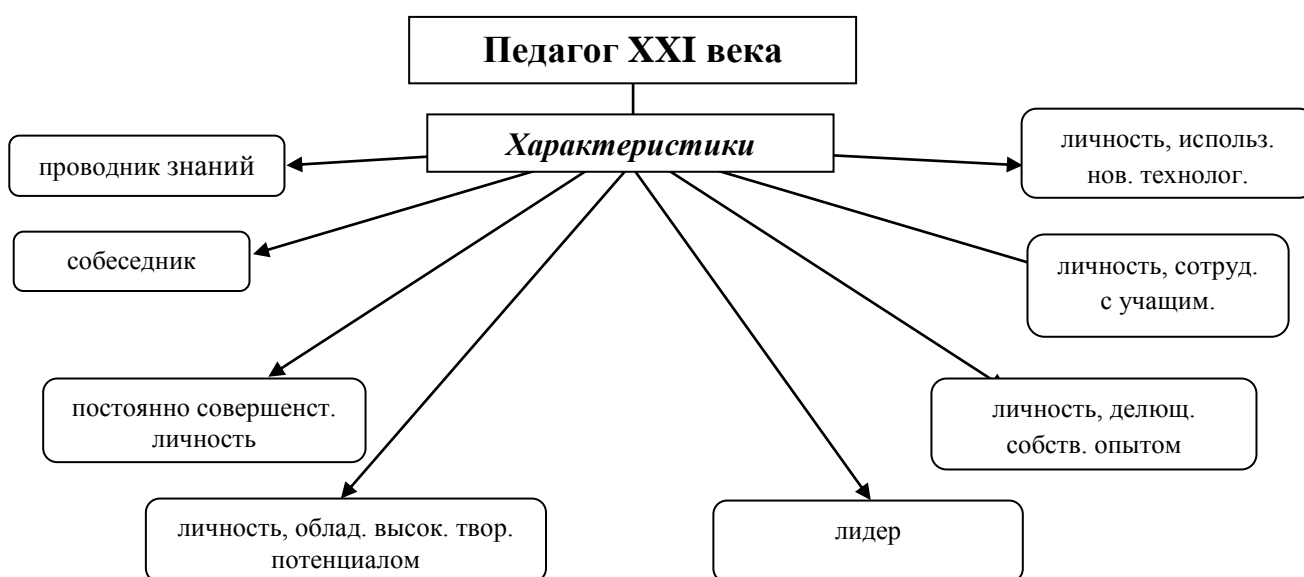 Педагог XXI века
Характеристики
проводник знаний
личность, использ.
нов. технолог.
собеседник
личность, сотруд.
с учащим.
постоянно совершенст.
личность
личность, делющ.
собств. опытом
личность, облад. высок. твор.
потенциалом
лидер